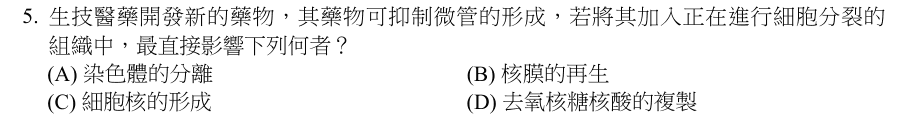 5. 生技醫藥開發新的藥物，其藥物可抑制微管的形成，若將其加入正在進行細胞分裂的
組織中，最直接影響下列何者？
(A) 染色體的分離 (B) 核膜的再生
(C) 細胞核的形成 (D) 去氧核糖核酸的複製